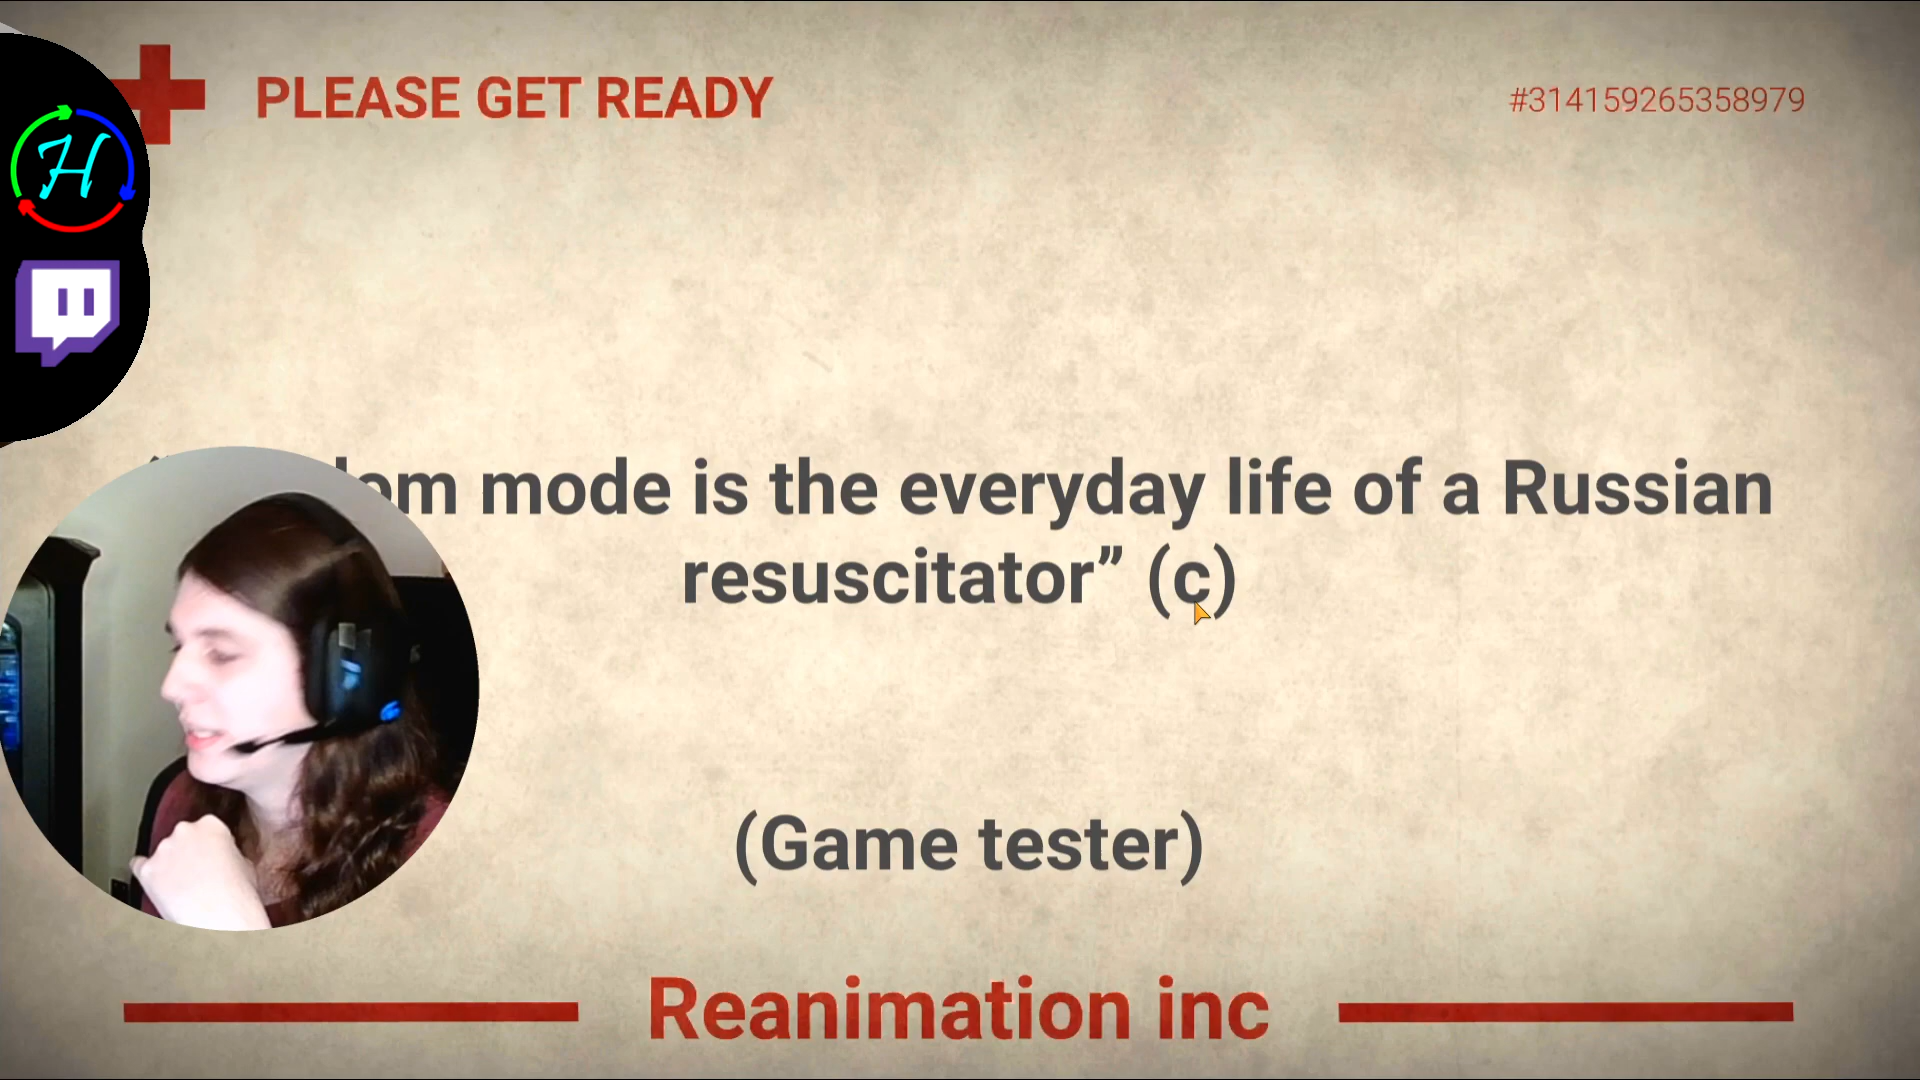 PLEASE GET READY
#314159265358979
H
mode is the everyday life of a Russian
resuscitator” (c)
(Game tester)
Reanimation inc